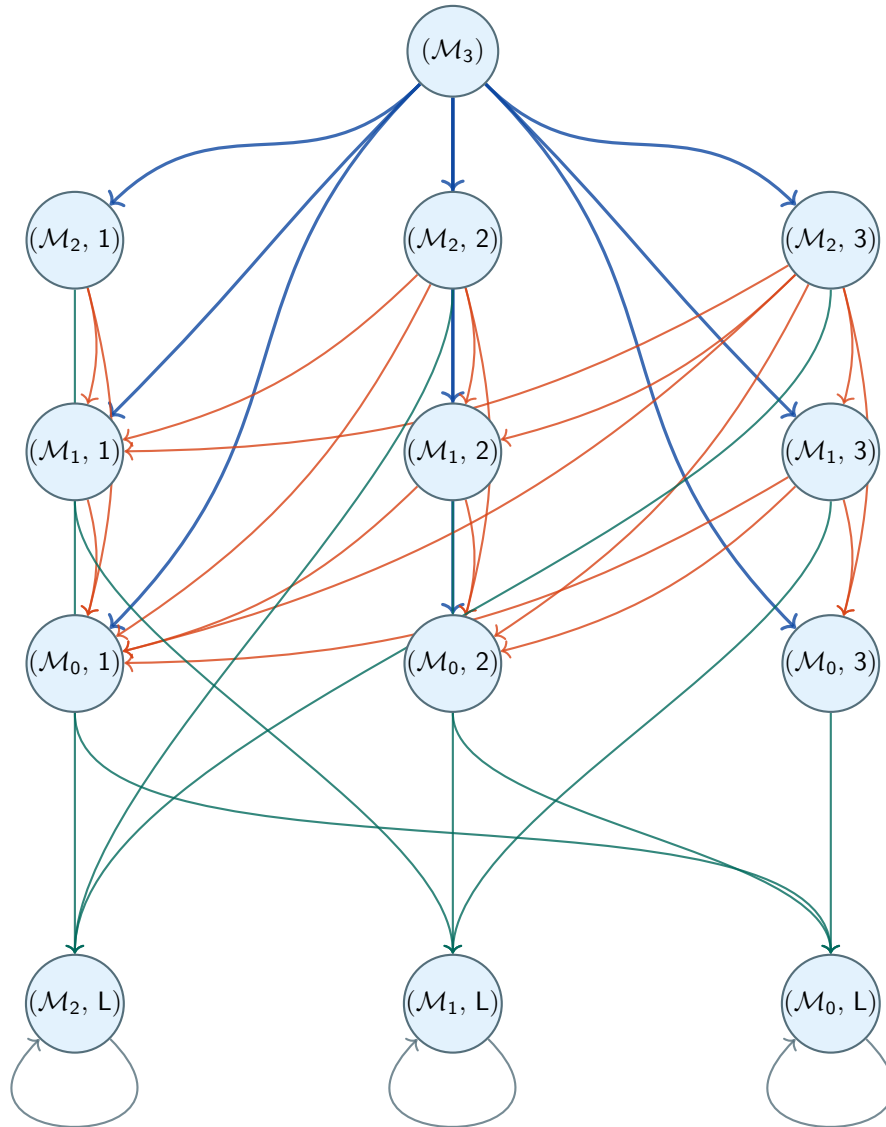 (ℳ₃)
(ℳ₂, 1)
(ℳ₂, 2)
(ℳ₂, 3)
(ℳ₁, 1)
(ℳ₁, 2)
(ℳ₁, 3)
(ℳ₀, 1)
(ℳ₀, 2)
(ℳ₀, 3)
(ℳ₂, L)
(ℳ₁, L)
(ℳ₀, L)